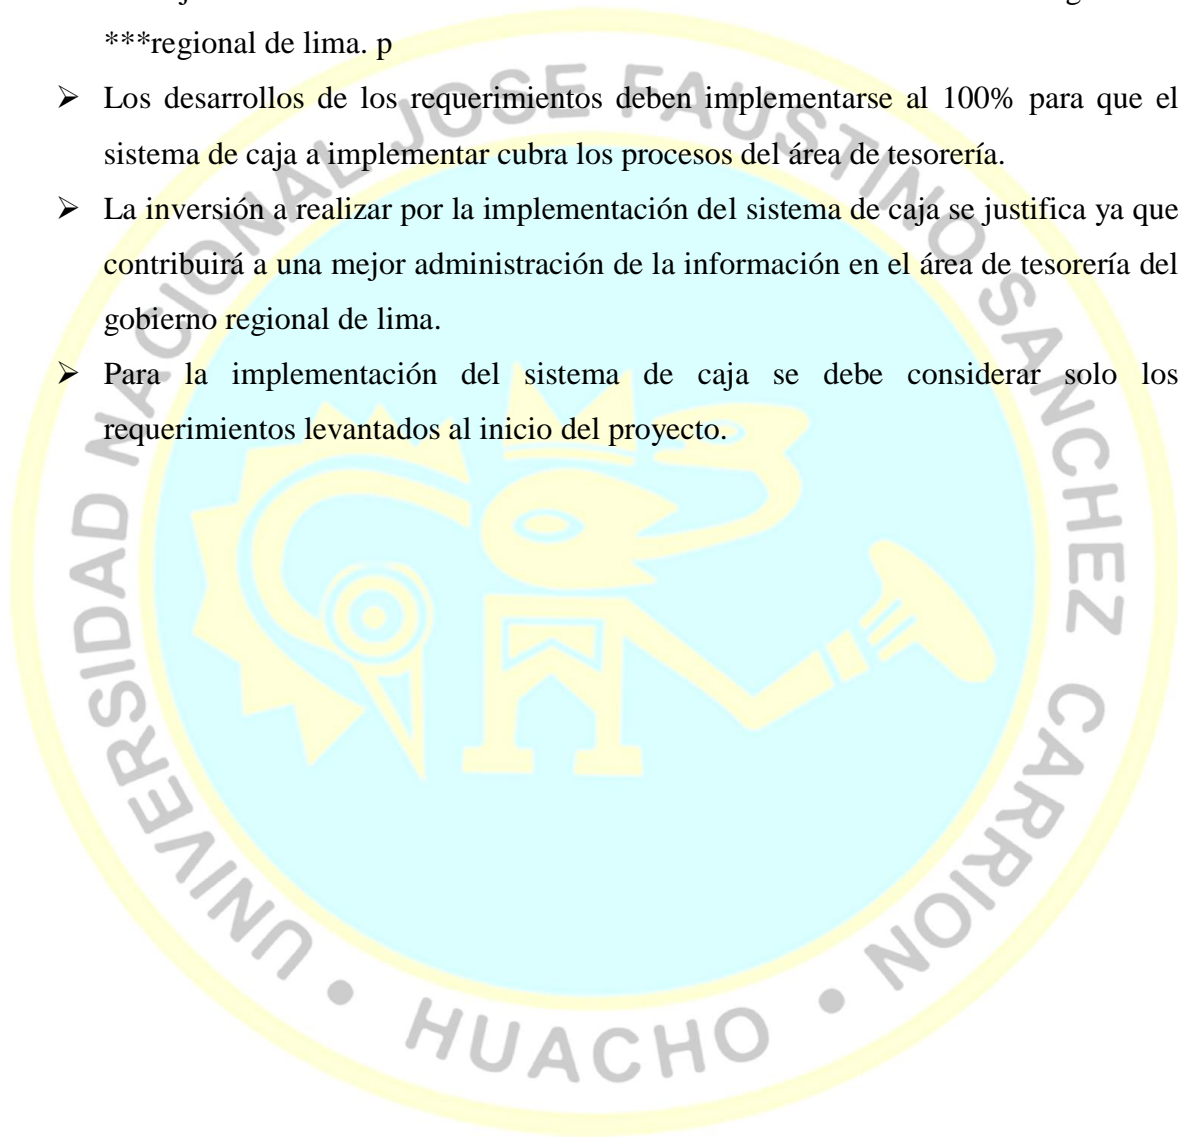 ***regional de lima. p
➢ Los desarrollos de los requerimientos deben implementarse al 100% para que el
sistema de caja a implementar cubra los procesos del área de tesorería.
➢ La inversión a realizar por la implementación del sistema de caja se justifica ya que
contribuirá a una mejor administración de la información en el área de tesorería del
gobierno regional de lima.
➢ Para la implementación del sistema de caja se debe considerar solo los
requerimientos levantados al inicio del proyecto.
UNIVERSIDAD NACIONAL JOSE FAUSTINO SANCHEZ CARRION • HUACHO •